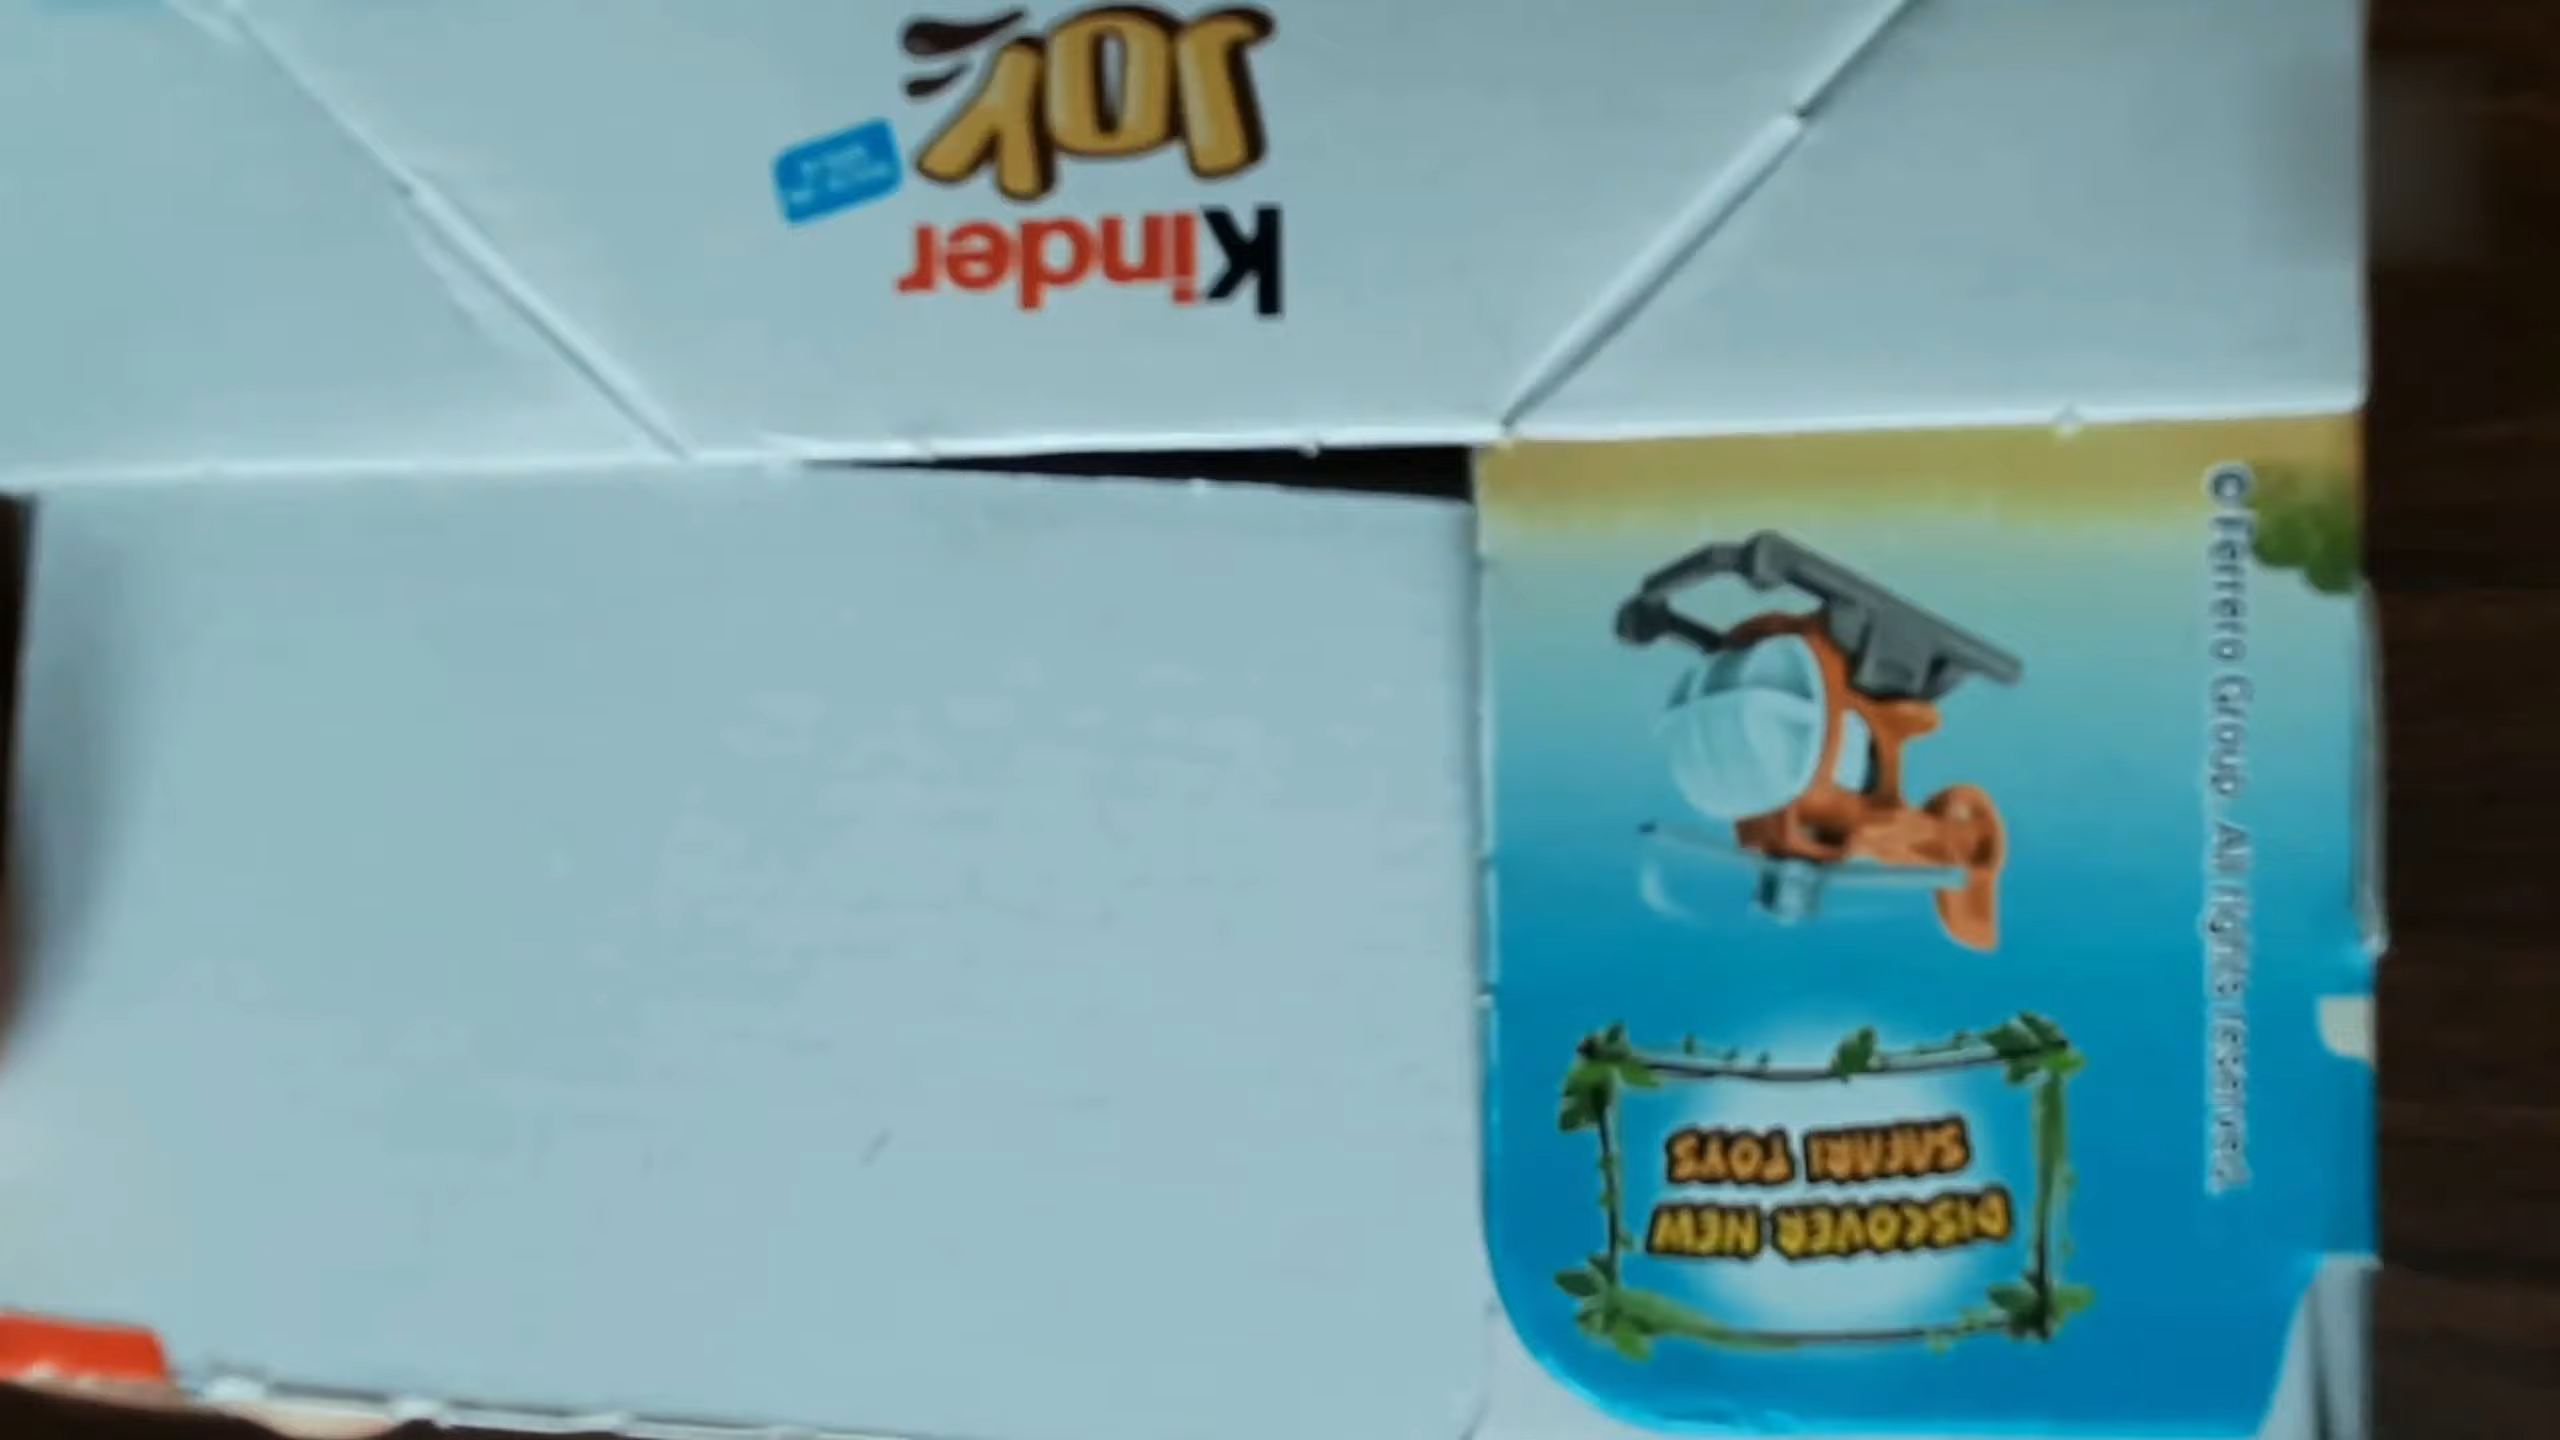 Kinder
JOY
DISCOVER NEW
SAFARI TOYS
© Ferrero Group. All rights reserved.